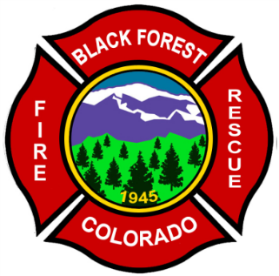 BLACK FOREST
FIRE
RESCUE
1945
COLORADO